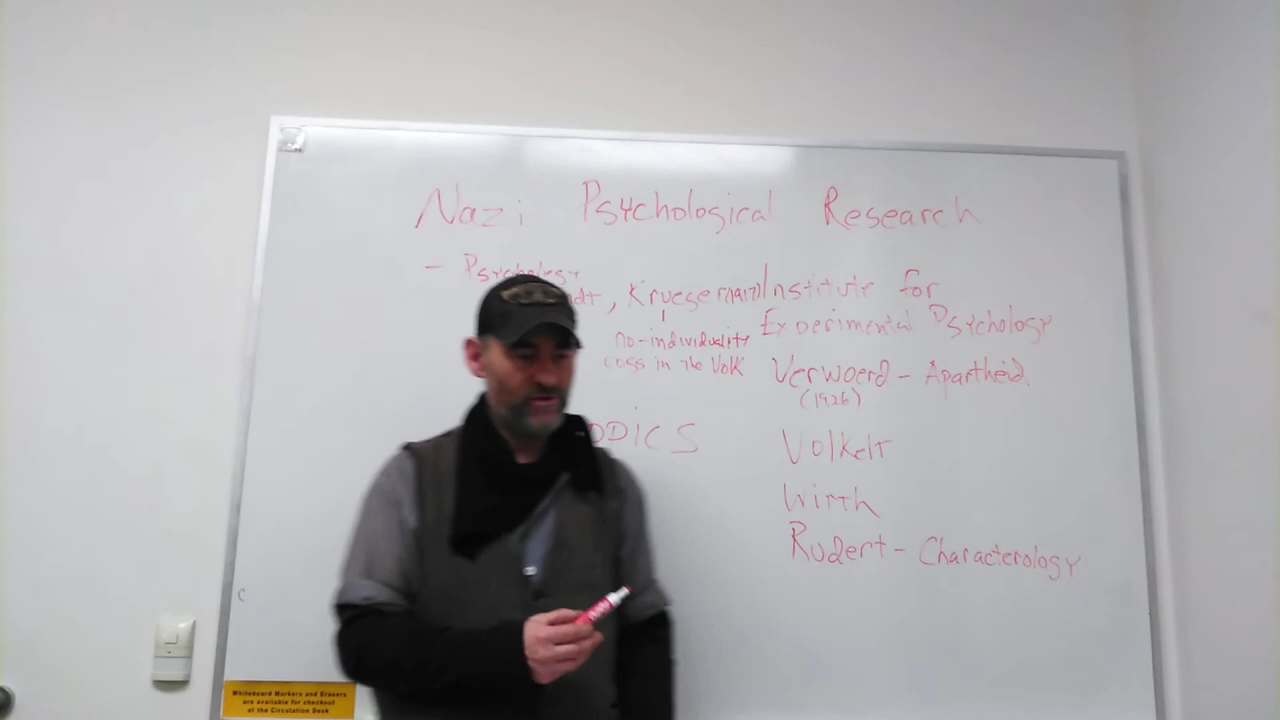 Nazi Psychological Research
- Psychology
ndt, Krueger Institute for
Experimental Psychology
no-individuality
loss in the Volk
Verwoerd - Apartheid
(1926)
ODICS
Volkelt
Wirth
Rudert - Characterology
C
Whiteboard Markers and Erasers
are available for checkout
at the Circulation Desk